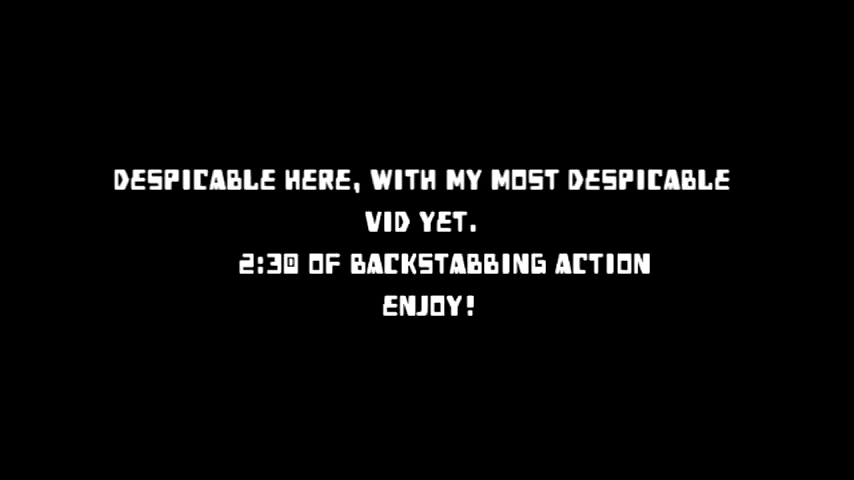 DESPICABLE HERE, WITH MY MOST DESPICABLE
VID YET.
2:30 OF BACKSTABBING ACTION
ENJOY!